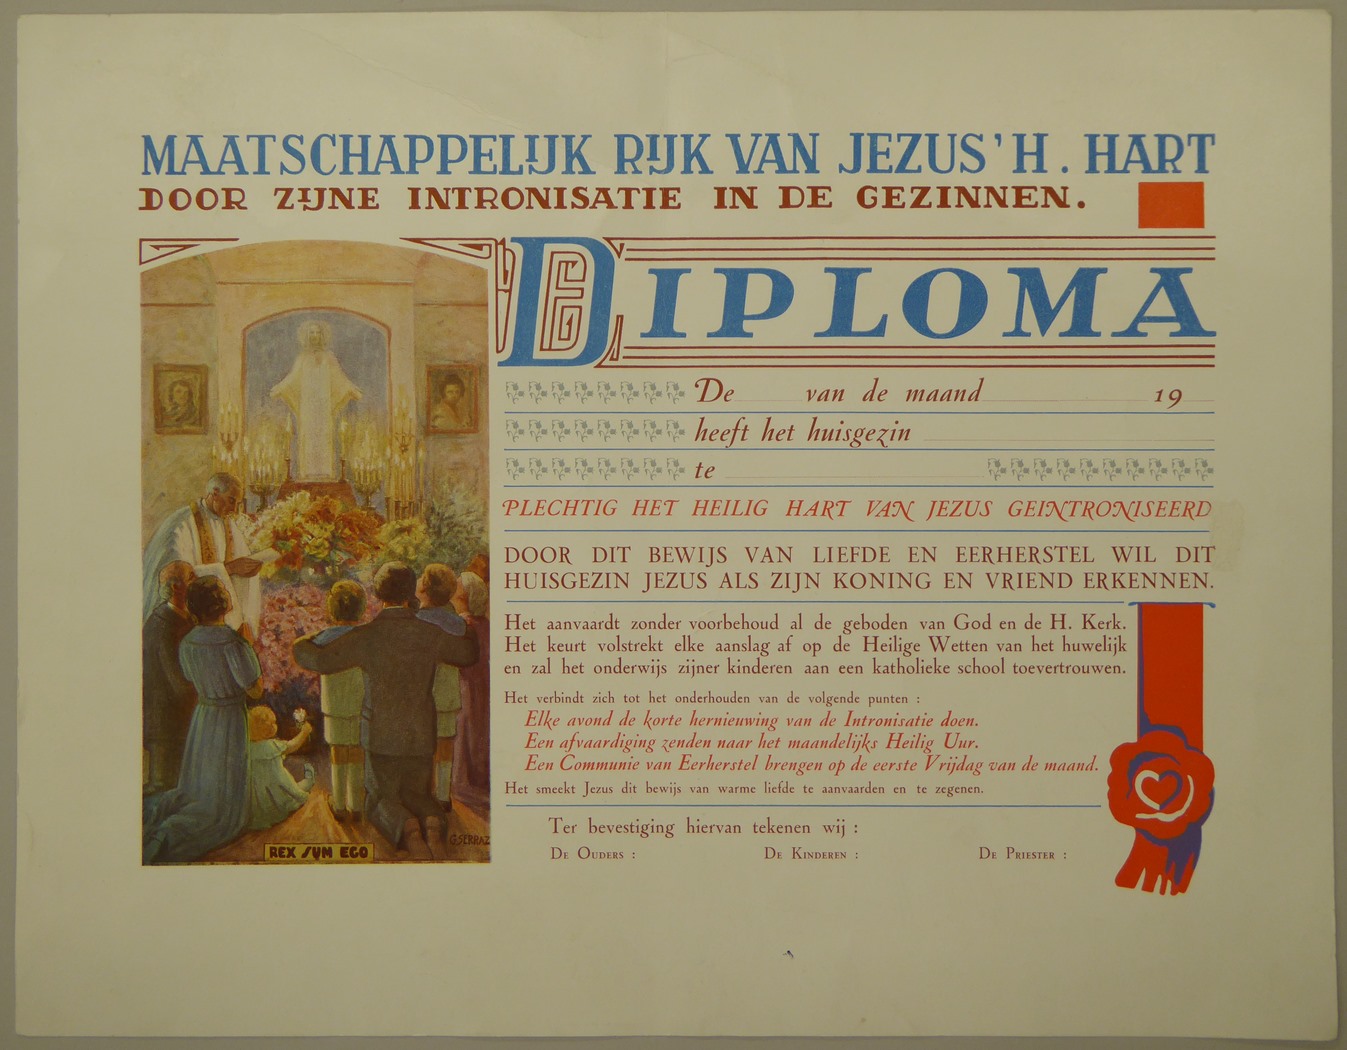 MAATSCHAPPELIJK RIJK VAN JEZUS' H. HART
DOOR ZIJNE INTRONISATIE IN DE GEZINNEN.
DIPLOMA
De van de maand 19
heeft het huisgezin
te
PLECHTIG HET HEILIG HART VAN JEZUS GEINTRONISEERD
DOOR DIT BEWIJS VAN LIEFDE EN EERHERSTEL WIL DIT
HUISGEZIN JEZUS ALS ZIJN KONING EN VRIEND ERKENNEN.
Het aanvaardt zonder voorbehoud al de geboden van God en de H. Kerk.
Het keurt volstrekt elke aanslag af op de Heilige Wetten van het huwelijk
en zal het onderwijs zijner kinderen aan een katholieke school toevertrouwen.
Het verbindt zich tot het onderhouden van de volgende punten :
Elke avond de korte hernieuwing van de Intronisatie doen.
Een afvaardiging zenden naar het maandelijks Heilig Uur.
Een Communie van Eerherstel brengen op de eerste Vrijdag van de maand.
Het smeekt Jezus dit bewijs van warme liefde te aanvaarden en te zegenen.
Ter bevestiging hiervan tekenen wij :
De Ouders : De Kinderen : De Priester :
G SERRAZ
REX SUM EGO